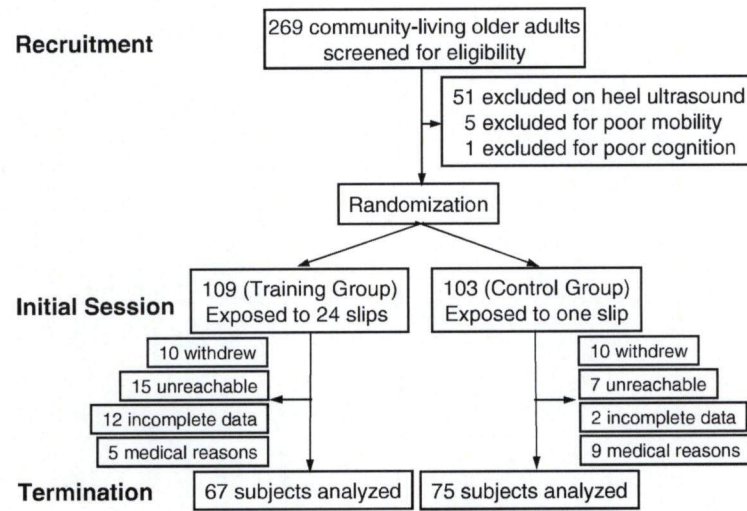 Recruitment
269 community-living older adults
screened for eligibility
51 excluded on heel ultrasound
5 excluded for poor mobility
1 excluded for poor cognition
Randomization
Initial Session
109 (Training Group)
Exposed to 24 slips
103 (Control Group)
Exposed to one slip
10 withdrew
15 unreachable
12 incomplete data
5 medical reasons
10 withdrew
7 unreachable
2 incomplete data
9 medical reasons
Termination
67 subjects analyzed
75 subjects analyzed